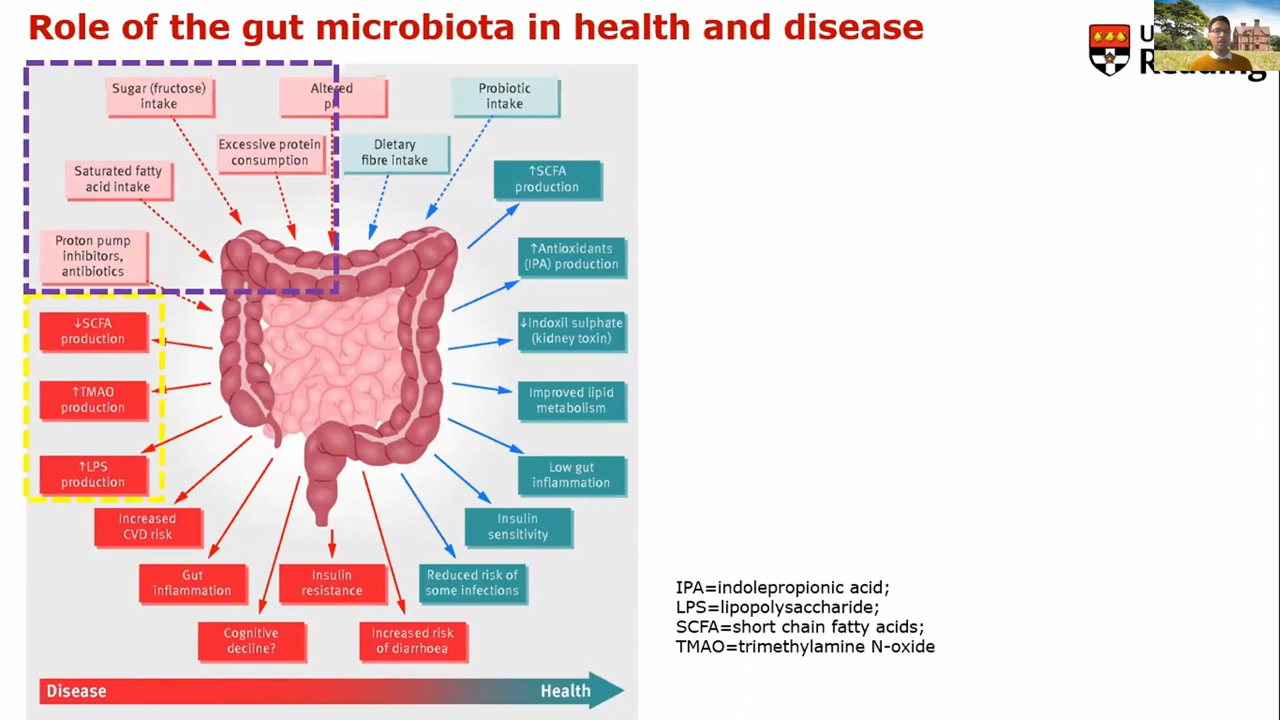 Role of the gut microbiota in health and disease
Sugar (fructose)
intake
Altered
Probiotic
intake
Excessive protein
consumption
Dietary
fibre intake
Saturated fatty
acid intake
↑SCFA
production
Proton pump
inhibitors,
antibiotics
↑Antioxidants
(IPA) production
↓SCFA
production
↓Indoxil sulphate
(kidney toxin)
↑TMAO
production
Improved lipid
metabolism
↑LPS
production
Low gut
inflammation
Increased
CVD risk
Insulin
sensitivity
Gut
inflammation
Insulin
resistance
Reduced risk of
some infections
Cognitive
decline?
Increased risk
of diarrhoea
Disease
Health
IPA=indolepropionic acid;
LPS=lipopolysaccharide;
SCFA=short chain fatty acids;
TMAO=trimethylamine N-oxide